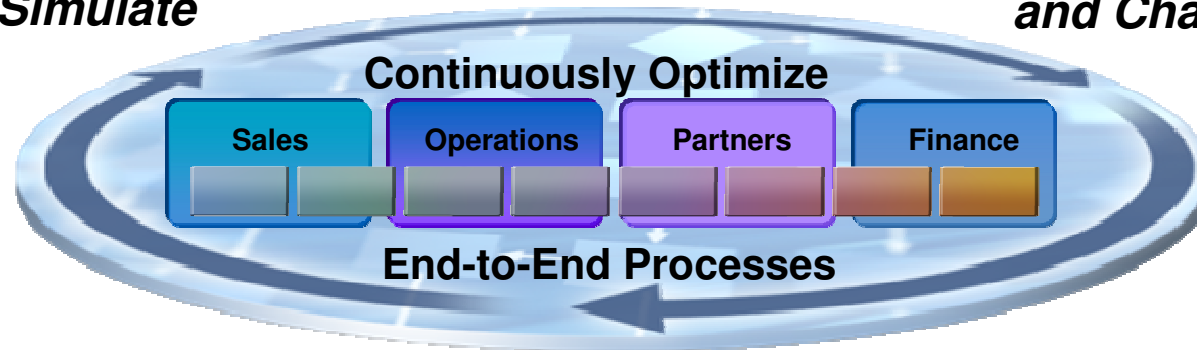 Simulate
and Cha
Continuously Optimize
Sales
Operations
Partners
Finance
End-to-End Processes